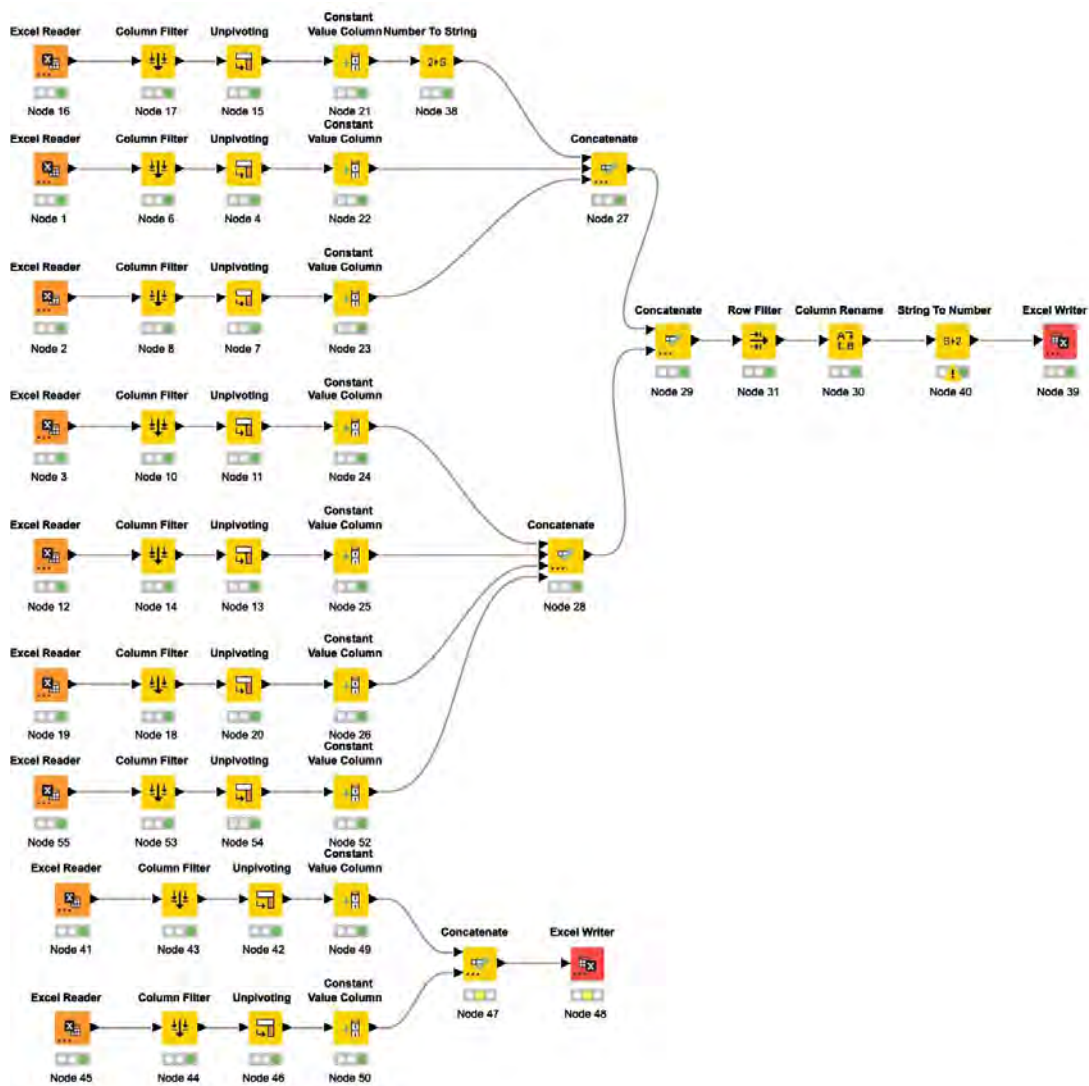 Constant
Excel Reader Column Filter Unpivoting Value Column Number To String
2▸S
Node 16 Node 17 Node 15 Node 21 Node 38
Constant
Excel Reader Column Filter Unpivoting Value Column Concatenate
Node 1 Node 6 Node 4 Node 22 Node 27
Constant
Excel Reader Column Filter Unpivoting Value Column
Node 2 Node 8 Node 7 Node 23
Concatenate Row Filter Column Rename String To Number Excel Writer
S▸2
Node 29 Node 31 Node 30 Node 40 Node 39
Constant
Excel Reader Column Filter Unpivoting Value Column
Node 3 Node 10 Node 11 Node 24
Constant
Excel Reader Column Filter Unpivoting Value Column Concatenate
Node 12 Node 14 Node 13 Node 25 Node 28
Constant
Excel Reader Column Filter Unpivoting Value Column
Node 19 Node 18 Node 20 Node 26
Constant
Excel Reader Column Filter Unpivoting Value Column
Node 55 Node 53 Node 54 Node 52
Constant
Excel Reader Column Filter Unpivoting Value Column
Node 41 Node 43 Node 42 Node 49
Concatenate Excel Writer
Node 47 Node 48
Constant
Excel Reader Column Filter Unpivoting Value Column
Node 45 Node 44 Node 46 Node 50